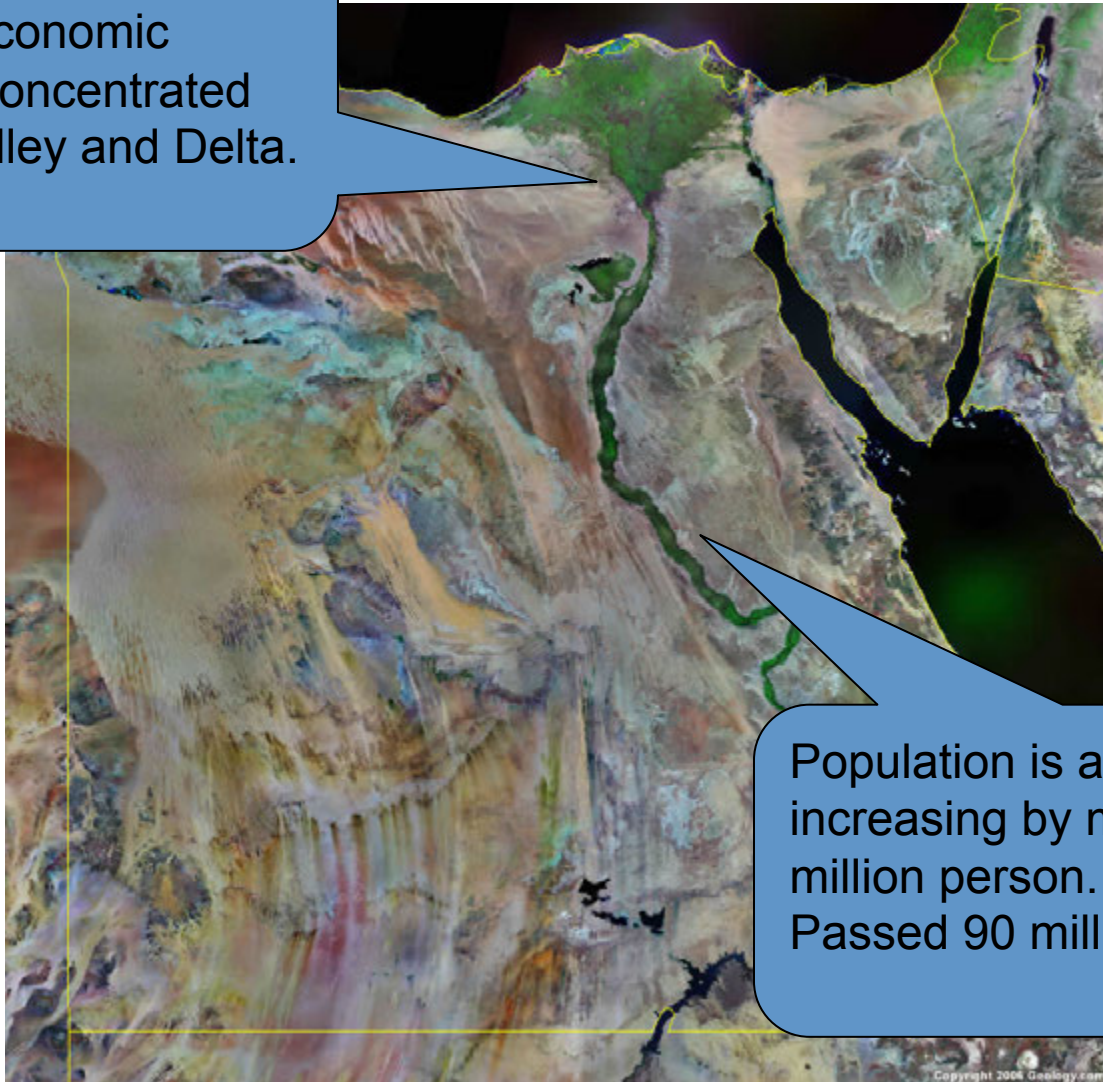 conomic
oncentrated
lley and Delta.
Population is a
increasing by m
million person.
Passed 90 mill
Copyright 2006 Geology.com